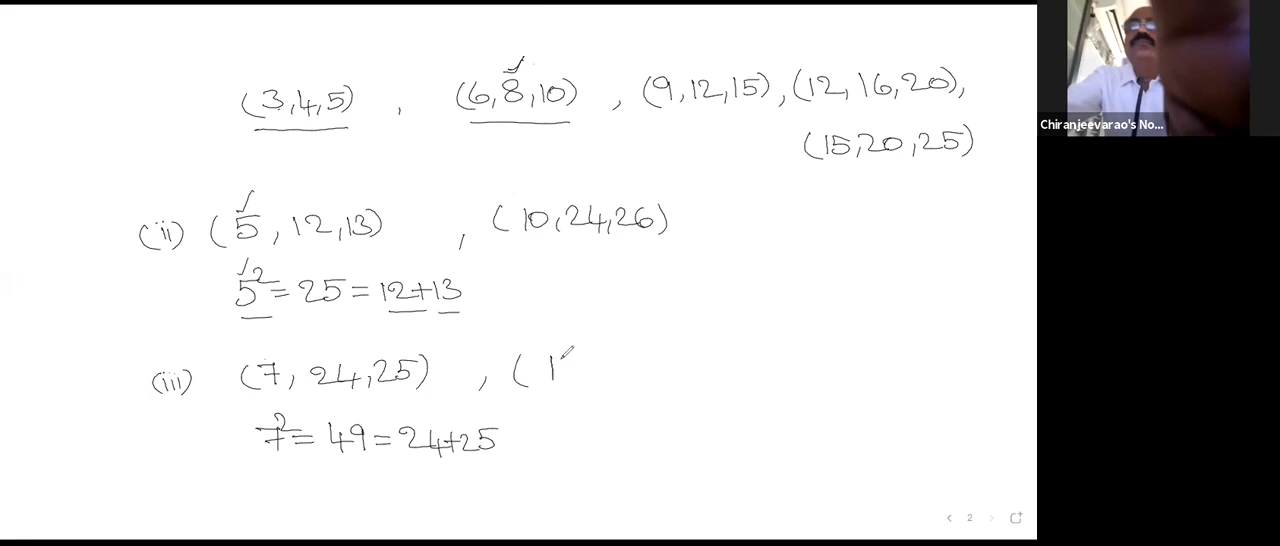 (3,4,5) , (6,8,10) , (9,12,15), (12,16,20),
(15,20,25)
(ii) (5, 12,13) , (10,24,26)
5² = 25 = 12+13
(iii) (7, 24,25) , ( 1
7² = 49 = 24+25
Chiranjeevarao's No...
< 2 >